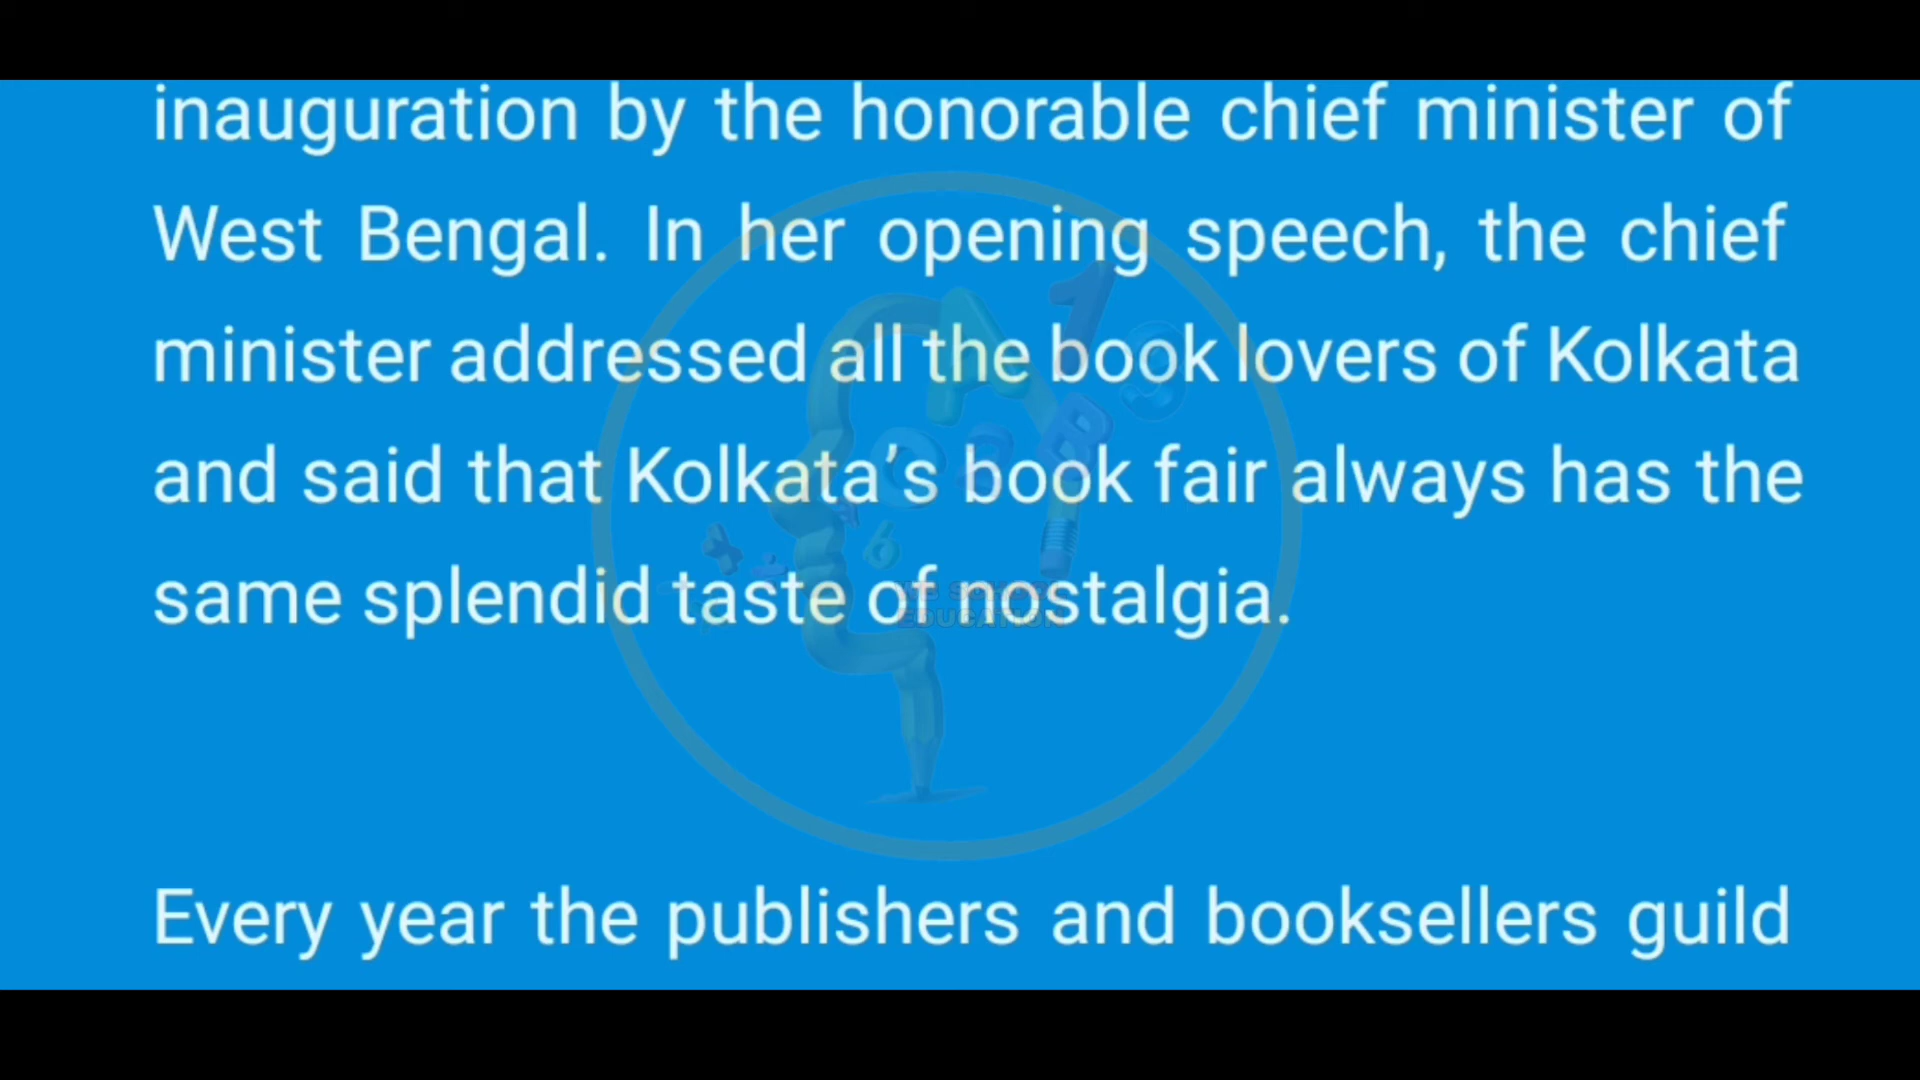 inauguration by the honorable chief minister of
West Bengal. In her opening speech, the chief
minister addressed all the book lovers of Kolkata
and said that Kolkata's book fair always has the
same splendid taste of nostalgia.
Every year the publishers and booksellers guild
EDUCATION